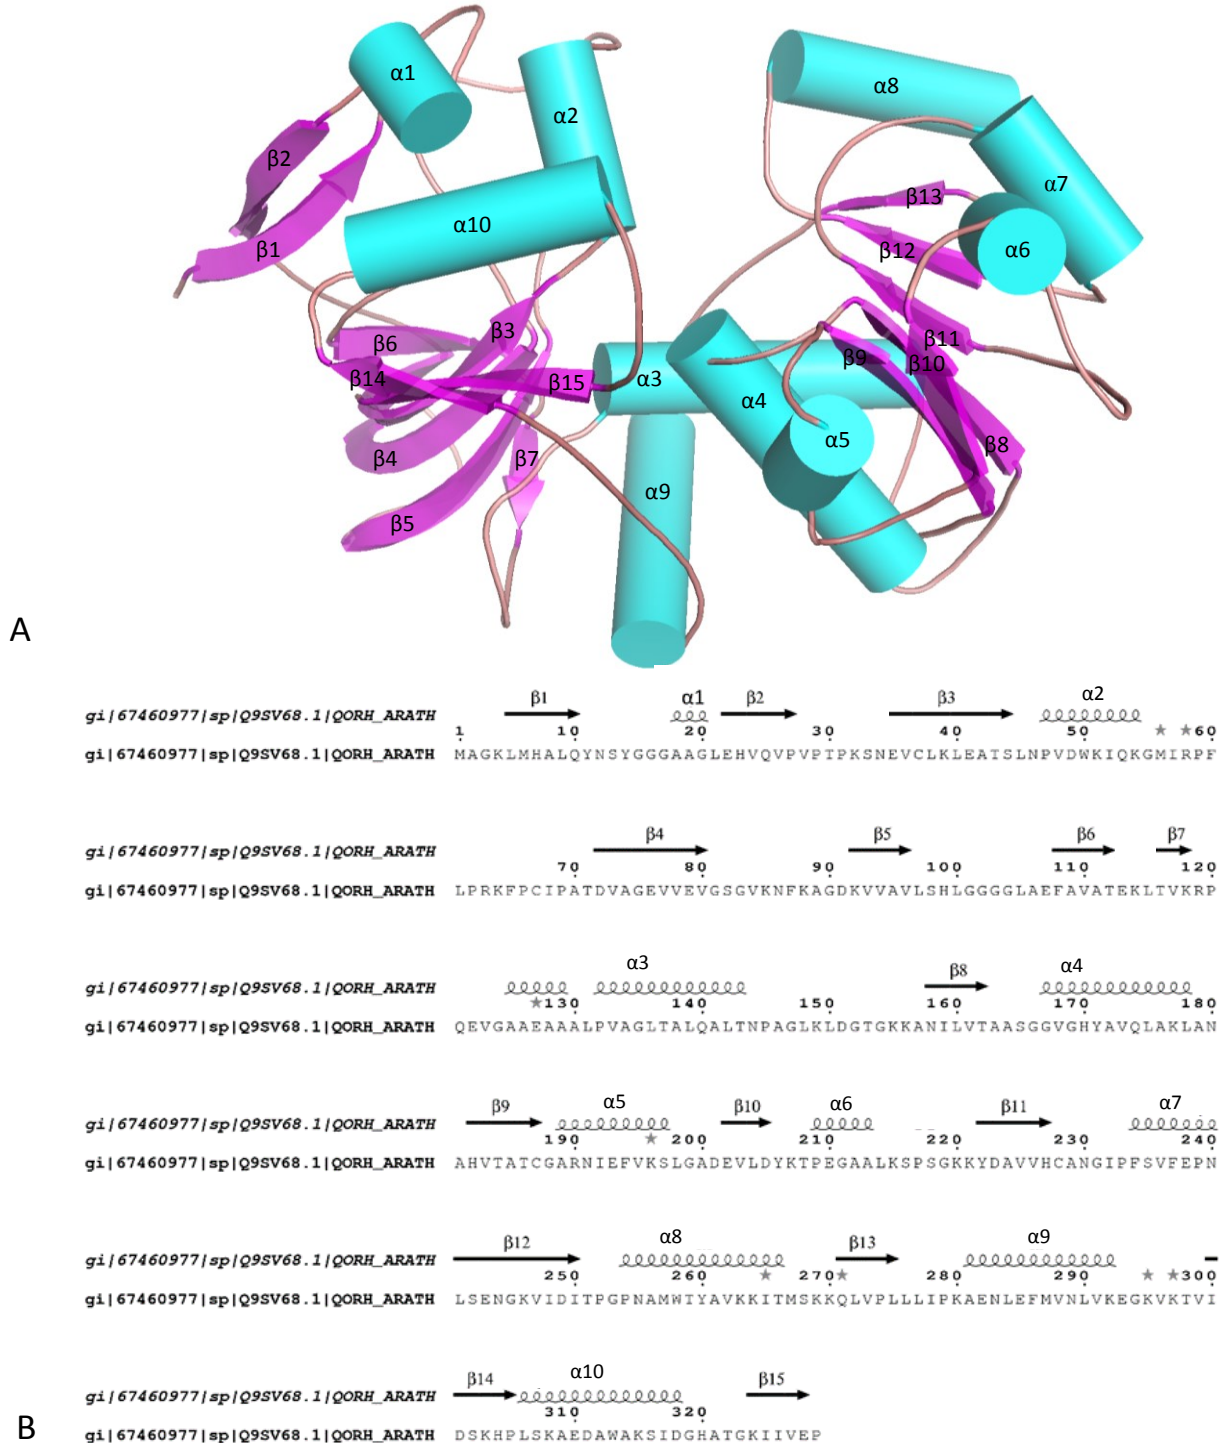 α1
α8
α2
β2
α7
β13
α10
β1
β12
α6
β3
β6
β11
β9
β10
β14
β15
α3
α4
α5
β8
β4
β7
α9
β5
A
β1 α1 β2 β3 α2
gi|67460977|sp|Q9SV68.1|QORH_ARATH
1 10 20 30 40 50 60
gi|67460977|sp|Q9SV68.1|QORH_ARATH MAGKLMHALQYNSYGGGAAGLEHVQVPVPTPKSNEVCLKLEATSLNPVDWKIQKGMIRPF
β4 β5 β6 β7
gi|67460977|sp|Q9SV68.1|QORH_ARATH
70 80 90 100 110 120
gi|67460977|sp|Q9SV68.1|QORH_ARATH LPRKFPCIPATDVAGEVVEVGSGVKNFKAGDKVVAVLSHLGGGGLAEFAVATEKLTVKRP
α3 β8 α4
gi|67460977|sp|Q9SV68.1|QORH_ARATH
130 140 150 160 170 180
gi|67460977|sp|Q9SV68.1|QORH_ARATH QEVGAAEAAALPVAGLTALQALTNPAGLKLDGTGKKANILVTAASGGVGHYAVQLAKLAN
β9 α5 β10 α6 β11 α7
gi|67460977|sp|Q9SV68.1|QORH_ARATH
190 200 210 220 230 240
gi|67460977|sp|Q9SV68.1|QORH_ARATH AHVTATCGARNIEFVKSLGADEVLDYKTPEGAALKSPSGKKYDAVVHCANGIPFSVFEPN
β12 α8 β13 α9
gi|67460977|sp|Q9SV68.1|QORH_ARATH
250 260 270 280 290 300
gi|67460977|sp|Q9SV68.1|QORH_ARATH LSENGKVIDITPGPNAMWTYAVKKITMSKKQLVPLLLIPKAENLEFMVNLVKEGKVKTVI
β14 α10 β15
gi|67460977|sp|Q9SV68.1|QORH_ARATH
310 320
gi|67460977|sp|Q9SV68.1|QORH_ARATH DSKHPLSKAEDAWAKSIDGHATGKIIVEP
B